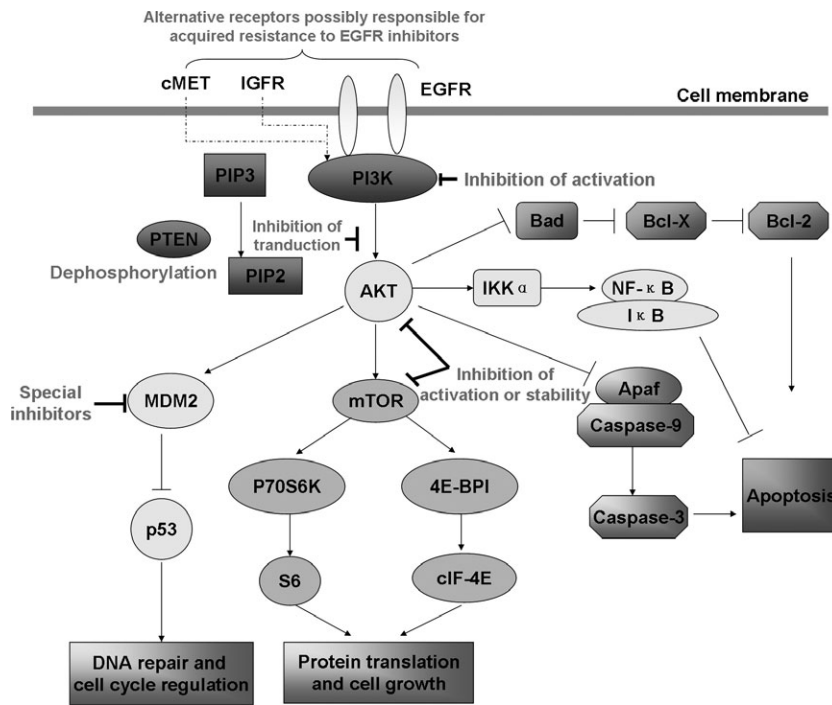 Alternative receptors possibly responsible for
acquired resistance to EGFR inhibitors
cMET
IGFR
EGFR
Cell membrane
PIP3
PI3K
Inhibition of activation
Bad
Bcl-X
Bcl-2
PTEN
Inhibition of
tranduction
Dephosphorylation
PIP2
AKT
IKK α
NF-κB
IκB
Special
inhibitors
MDM2
mTOR
Inhibition of
activation or stability
Apaf
Caspase-9
P70S6K
4E-BPI
Caspase-3
Apoptosis
p53
S6
cIF-4E
DNA repair and
cell cycle regulation
Protein translation
and cell growth